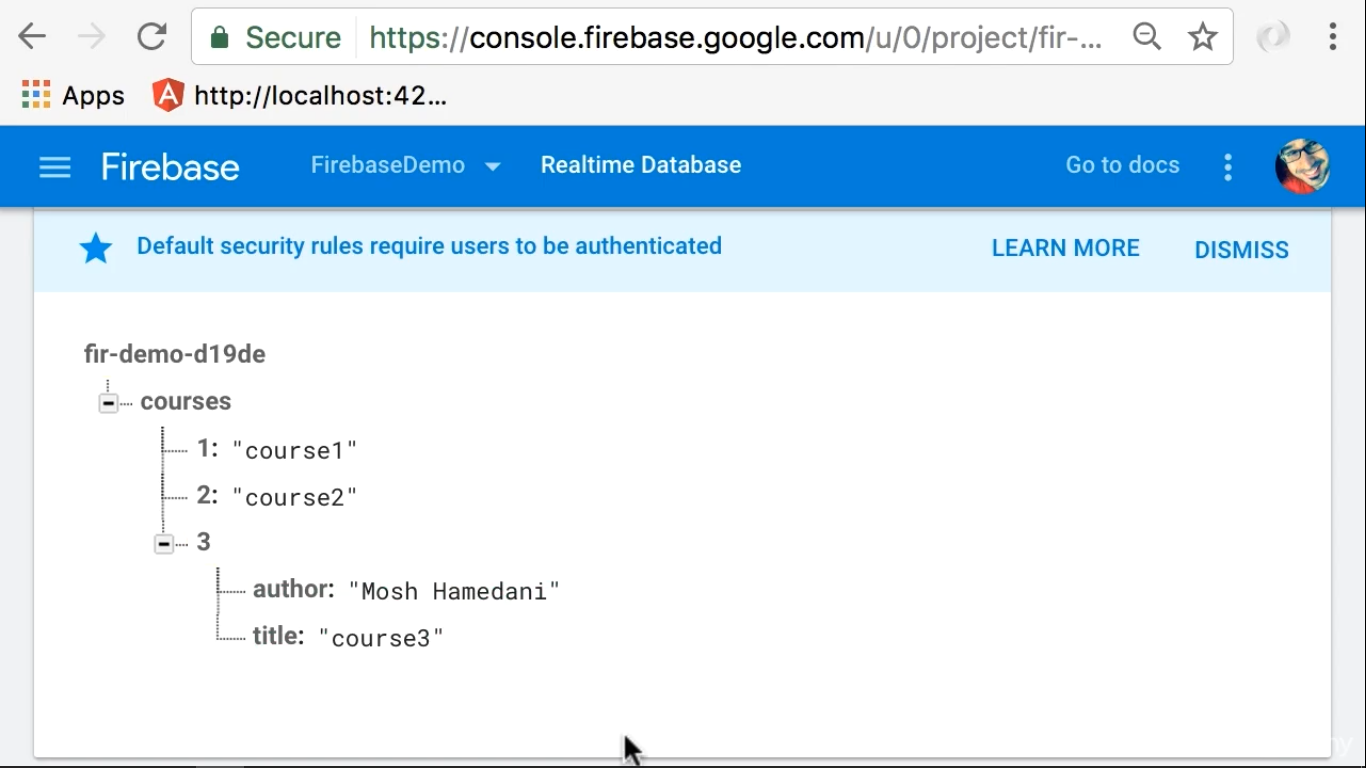 Secure https://console.firebase.google.com/u/0/project/fir-...
Apps http://localhost:42...
Firebase FirebaseDemo Realtime Database Go to docs
Default security rules require users to be authenticated LEARN MORE DISMISS
fir-demo-d19de
courses
1: "course1"
2: "course2"
3
author: "Mosh Hamedani"
title: "course3"